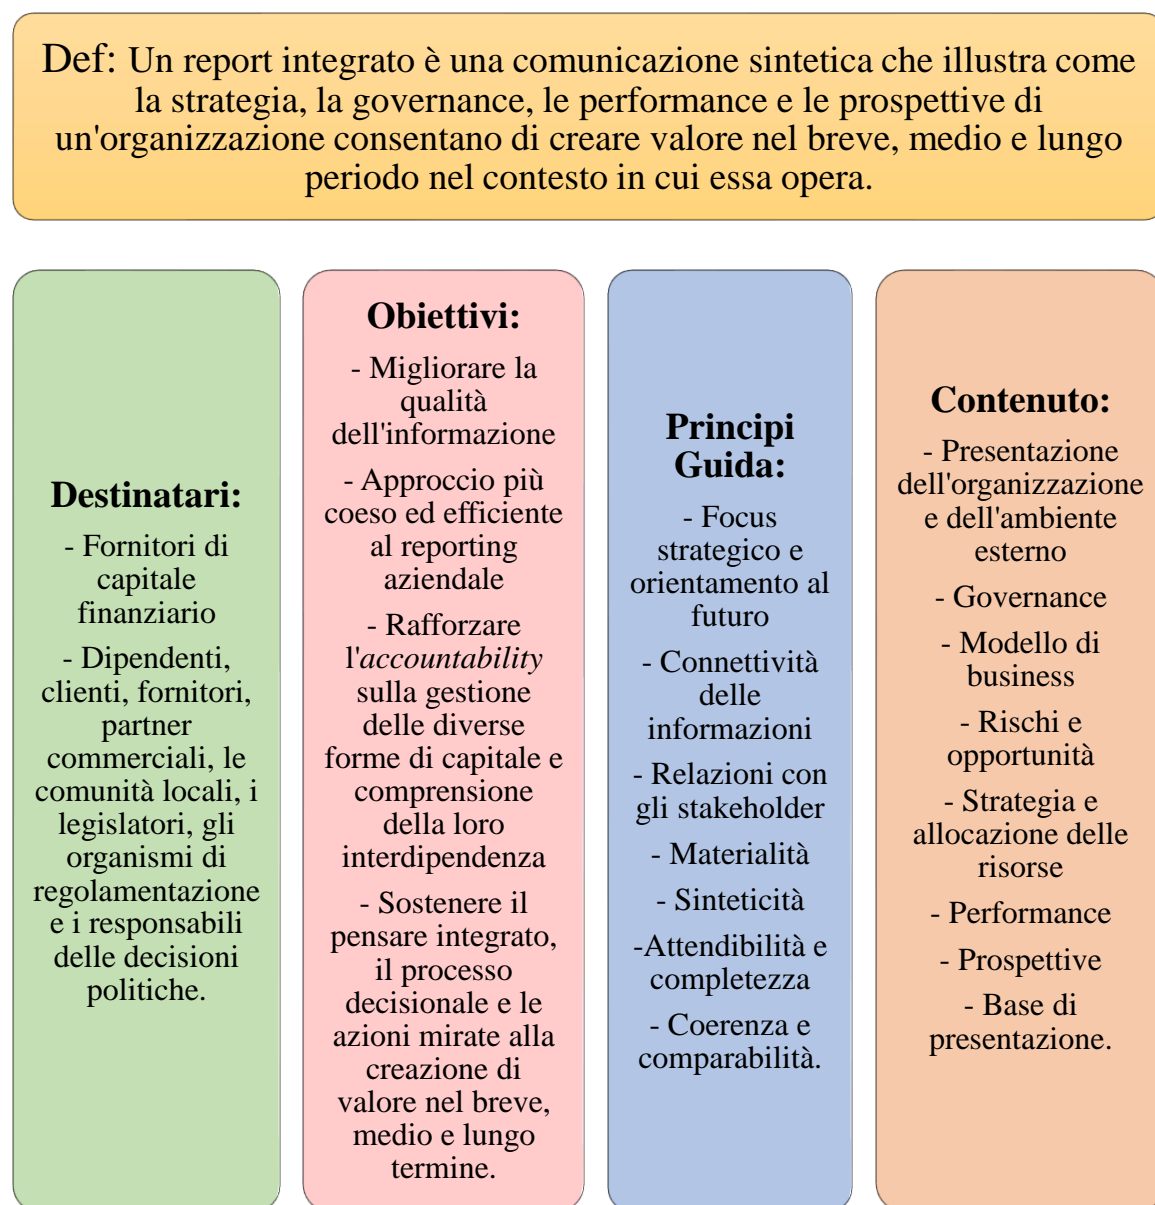 Def: Un report integrato è una comunicazione sintetica che illustra come
la strategia, la governance, le performance e le prospettive di
un'organizzazione consentano di creare valore nel breve, medio e lungo
periodo nel contesto in cui essa opera.
Destinatari:
- Fornitori di
capitale
finanziario
- Dipendenti,
clienti, fornitori,
partner
commerciali, le
comunità locali, i
legislatori, gli
organismi di
regolamentazione
e i responsabili
delle decisioni
politiche.
Obiettivi:
- Migliorare la
qualità
dell'informazione
- Approccio più
coeso ed efficiente
al reporting
aziendale
- Rafforzare
l'accountability
sulla gestione
delle diverse
forme di capitale e
comprensione
della loro
interdipendenza
- Sostenere il
pensare integrato,
il processo
decisionale e le
azioni mirate alla
creazione di
valore nel breve,
medio e lungo
termine.
Principi
Guida:
- Focus
strategico e
orientamento al
futuro
- Connettività
delle
informazioni
- Relazioni con
gli stakeholder
- Materialità
- Sinteticità
-Attendibilità e
completezza
- Coerenza e
comparabilità.
Contenuto:
- Presentazione
dell'organizzazione
e dell'ambiente
esterno
- Governance
- Modello di
business
- Rischi e
opportunità
- Strategia e
allocazione delle
risorse
- Performance
- Prospettive
- Base di
presentazione.